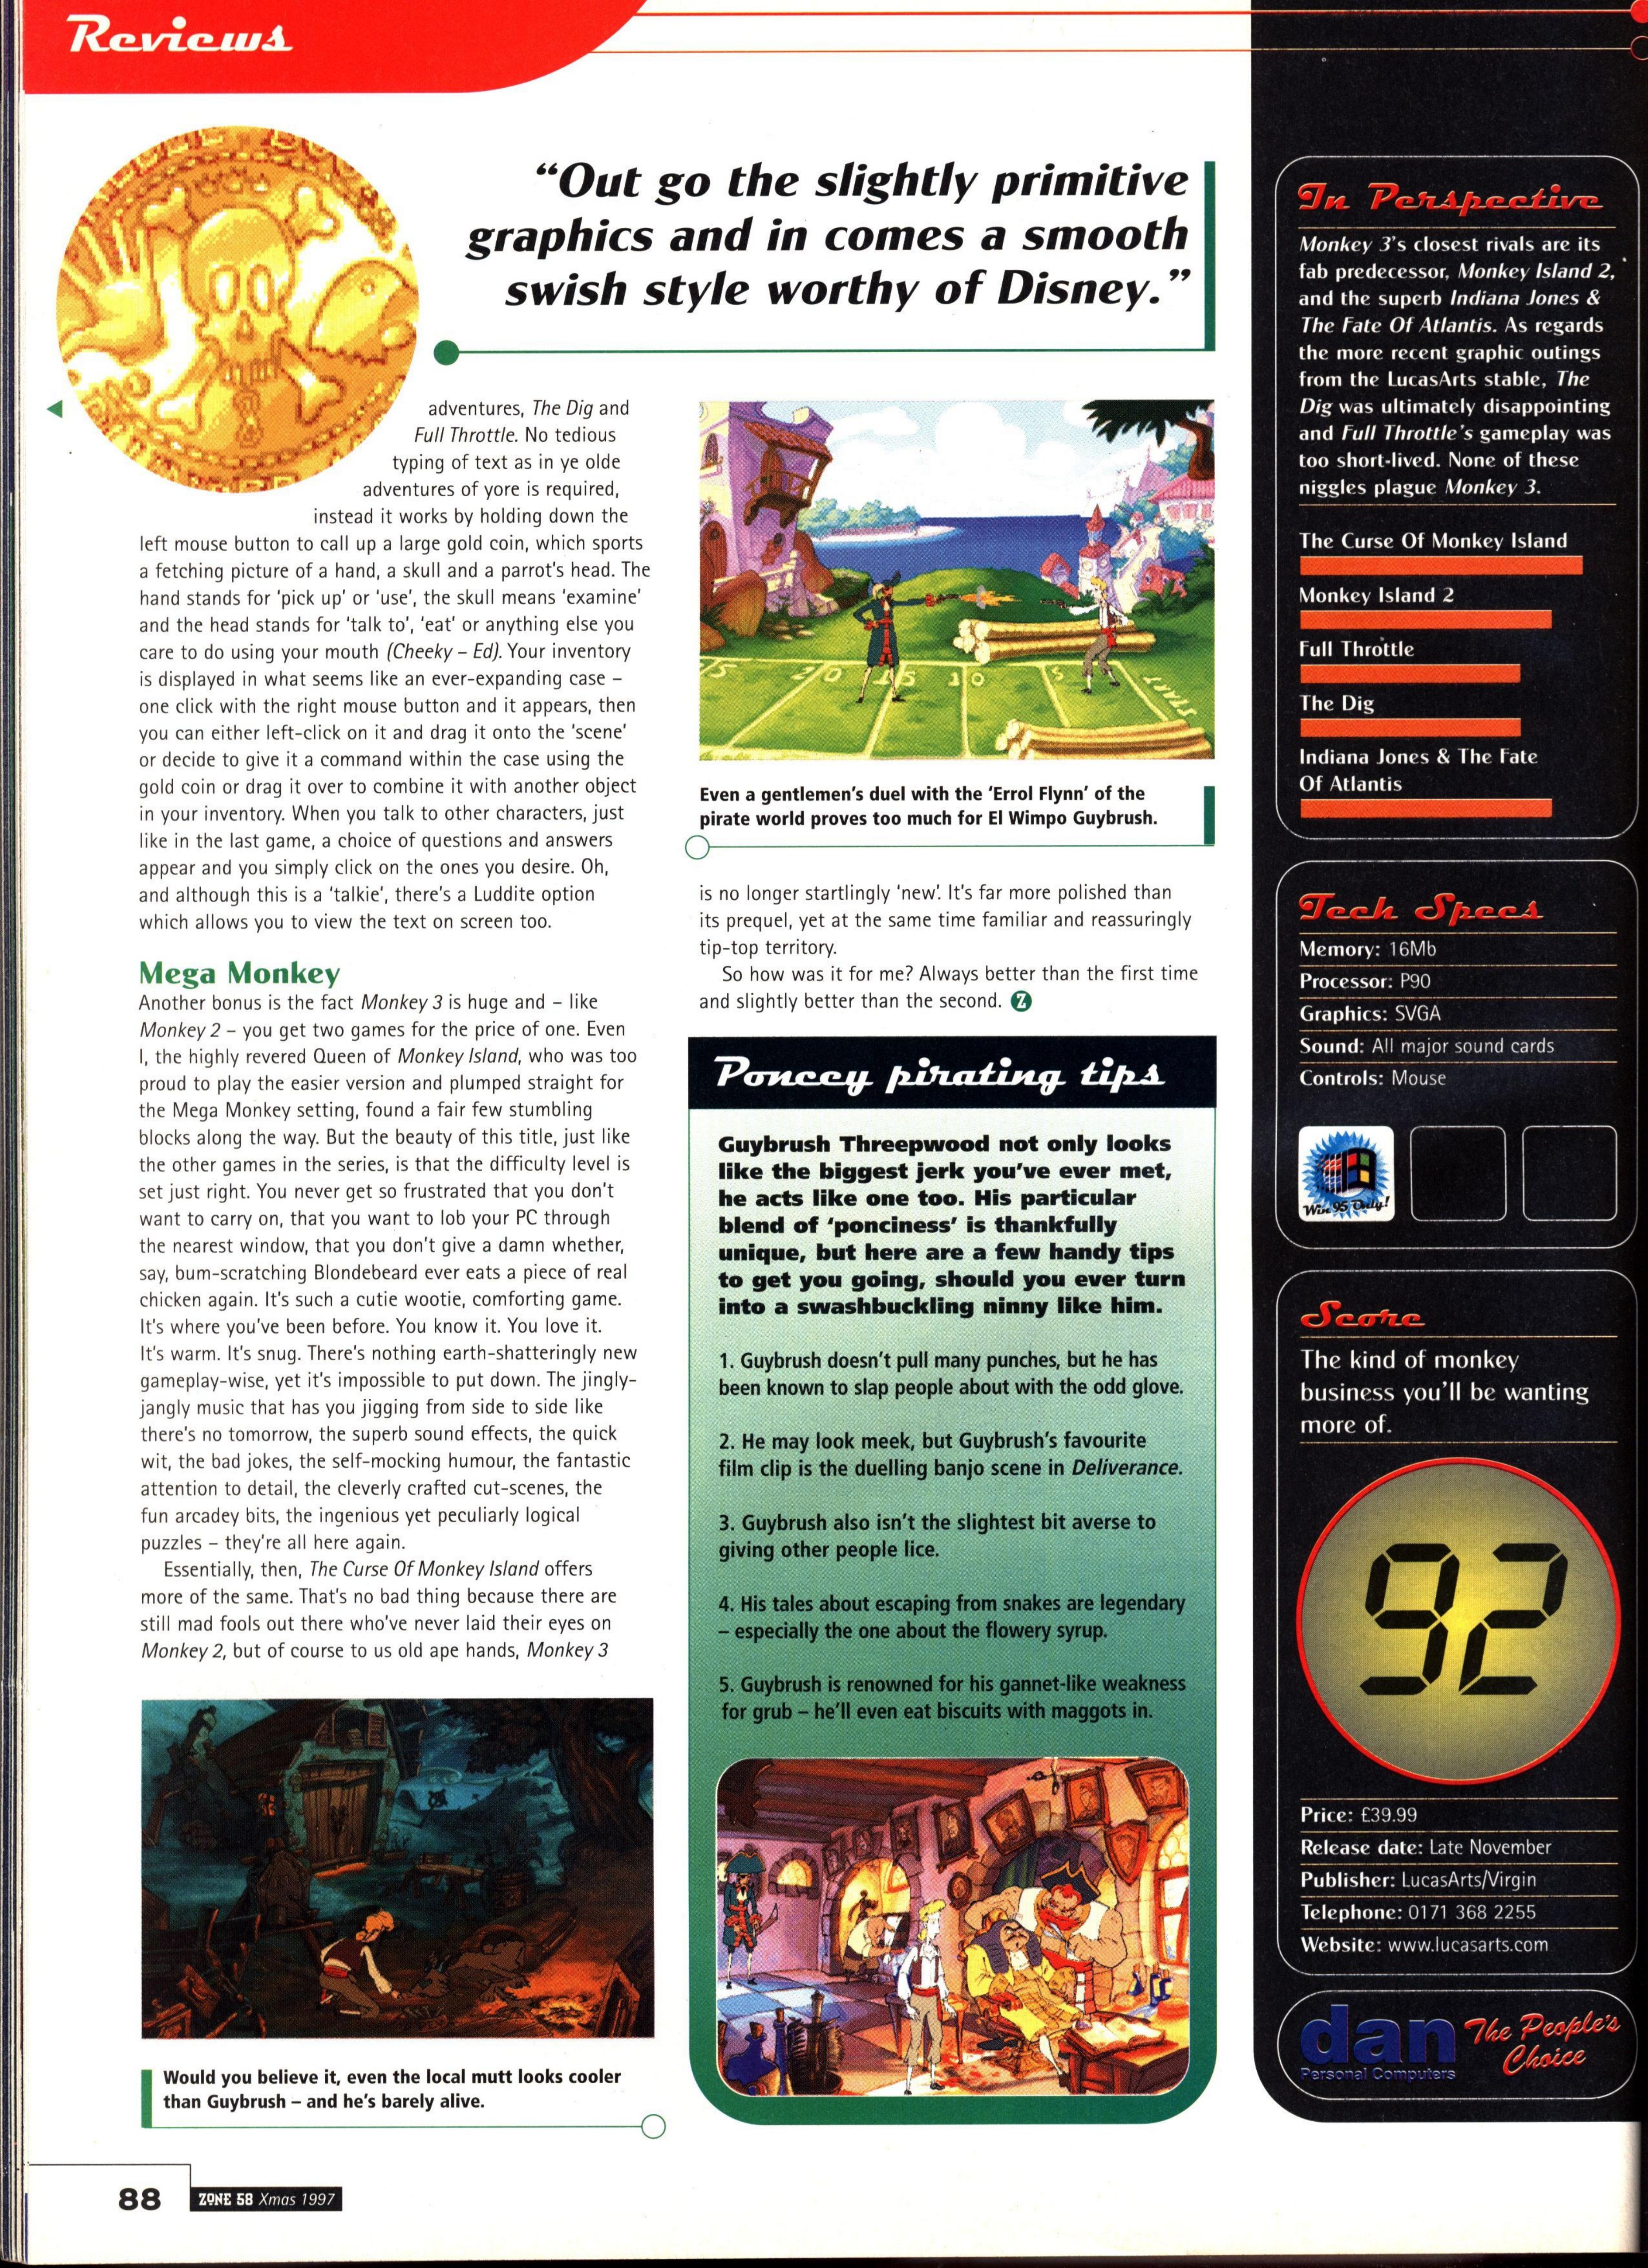 Reviews
“Out go the slightly primitive
graphics and in comes a smooth
swish style worthy of Disney.”
adventures, The Dig and
Full Throttle. No tedious
typing of text as in ye olde
adventures of yore is required,
instead it works by holding down the
left mouse button to call up a large gold coin, which sports
a fetching picture of a hand, a skull and a parrot's head. The
hand stands for 'pick up' or 'use', the skull means 'examine'
and the head stands for 'talk to', 'eat' or anything else you
care to do using your mouth (Cheeky – Ed). Your inventory
is displayed in what seems like an ever-expanding case –
one click with the right mouse button and it appears, then
you can either left-click on it and drag it onto the 'scene'
or decide to give it a command within the case using the
gold coin or drag it over to combine it with another object
in your inventory. When you talk to other characters, just
like in the last game, a choice of questions and answers
appear and you simply click on the ones you desire. Oh,
and although this is a 'talkie', there's a Luddite option
which allows you to view the text on screen too.
Mega Monkey
Another bonus is the fact Monkey 3 is huge and – like
Monkey 2 – you get two games for the price of one. Even
I, the highly revered Queen of Monkey Island, who was too
proud to play the easier version and plumped straight for
the Mega Monkey setting, found a fair few stumbling
blocks along the way. But the beauty of this title, just like
the other games in the series, is that the difficulty level is
set just right. You never get so frustrated that you don't
want to carry on, that you want to lob your PC through
the nearest window, that you don't give a damn whether,
say, bum-scratching Blondebeard ever eats a piece of real
chicken again. It's such a cutie wootie, comforting game.
It's where you've been before. You know it. You love it.
It's warm. It's snug. There's nothing earth-shatteringly new
gameplay-wise, yet it's impossible to put down. The jingly-
jangly music that has you jigging from side to side like
there's no tomorrow, the superb sound effects, the quick
wit, the bad jokes, the self-mocking humour, the fantastic
attention to detail, the cleverly crafted cut-scenes, the
fun arcadey bits, the ingenious yet peculiarly logical
puzzles – they're all here again.
Essentially, then, The Curse Of Monkey Island offers
more of the same. That's no bad thing because there are
still mad fools out there who've never laid their eyes on
Monkey 2, but of course to us old ape hands, Monkey 3
Would you believe it, even the local mutt looks cooler
than Guybrush – and he's barely alive.
20 15 10 5 START
Even a gentlemen's duel with the 'Errol Flynn' of the
pirate world proves too much for El Wimpo Guybrush.
is no longer startlingly 'new'. It's far more polished than
its prequel, yet at the same time familiar and reassuringly
tip-top territory.
So how was it for me? Always better than the first time
and slightly better than the second. Z
Poncey pirating tips
Guybrush Threepwood not only looks
like the biggest jerk you've ever met,
he acts like one too. His particular
blend of 'ponciness' is thankfully
unique, but here are a few handy tips
to get you going, should you ever turn
into a swashbuckling ninny like him.
1. Guybrush doesn't pull many punches, but he has
been known to slap people about with the odd glove.
2. He may look meek, but Guybrush's favourite
film clip is the duelling banjo scene in Deliverance.
3. Guybrush also isn't the slightest bit averse to
giving other people lice.
4. His tales about escaping from snakes are legendary
– especially the one about the flowery syrup.
5. Guybrush is renowned for his gannet-like weakness
for grub – he'll even eat biscuits with maggots in.
In Perspective
Monkey 3's closest rivals are its
fab predecessor, Monkey Island 2,
and the superb Indiana Jones &
The Fate Of Atlantis. As regards
the more recent graphic outings
from the LucasArts stable, The
Dig was ultimately disappointing
and Full Throttle's gameplay was
too short-lived. None of these
niggles plague Monkey 3.
The Curse Of Monkey Island
Monkey Island 2
Full Throttle
The Dig
Indiana Jones & The Fate
Of Atlantis
Tech Specs
Memory: 16Mb
Processor: P90
Graphics: SVGA
Sound: All major sound cards
Controls: Mouse
Win 95 Only!
Score
The kind of monkey
business you'll be wanting
more of.
92
Price: £39.99
Release date: Late November
Publisher: LucasArts/Virgin
Telephone: 0171 368 2255
Website: www.lucasarts.com
dan
Personal Computers
The People's
Choice
88
ZONE 58 Xmas 1997